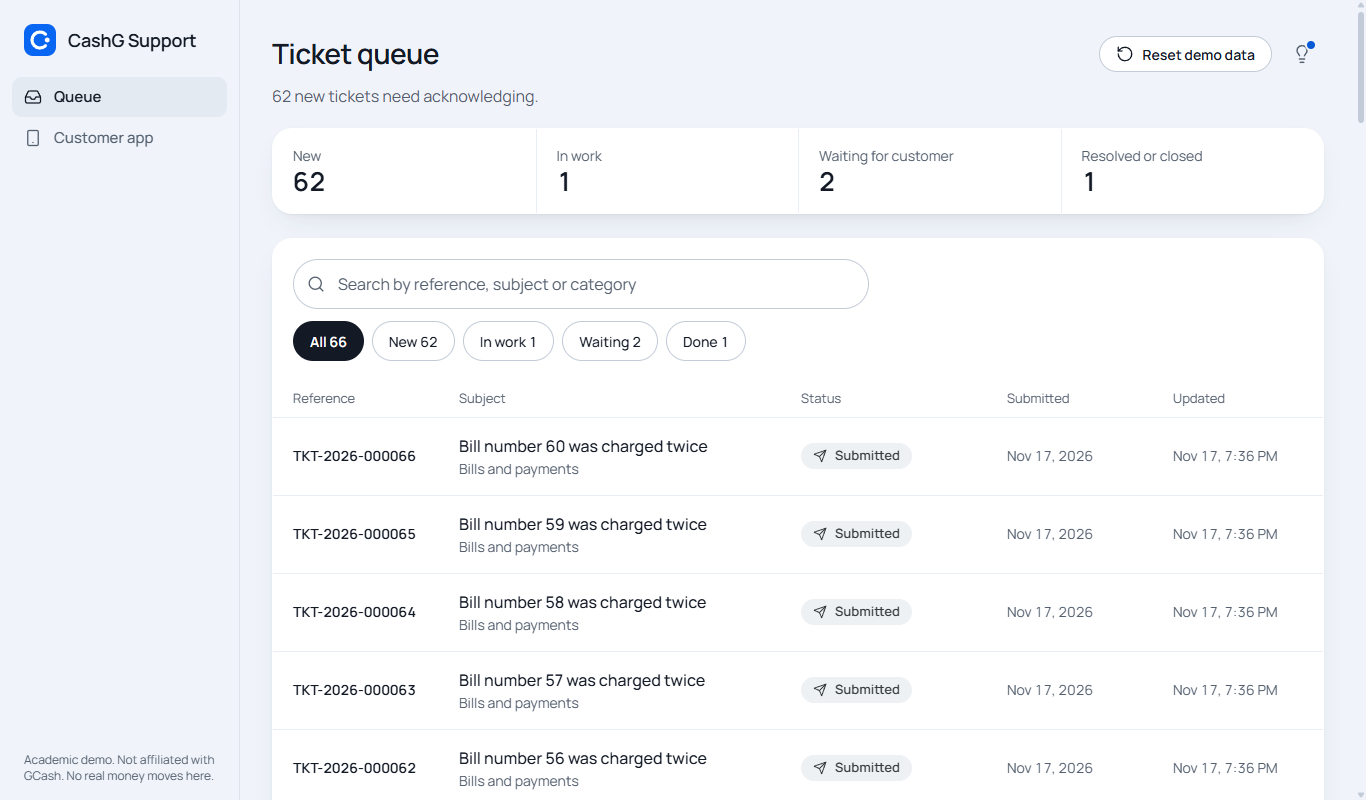 CashG Support
Queue
Customer app
Academic demo. Not affiliated with
GCash. No real money moves here.
Ticket queue
Reset demo data
62 new tickets need acknowledging.
New
62
In work
1
Waiting for customer
2
Resolved or closed
1
Search by reference, subject or category
All 66
New 62
In work 1
Waiting 2
Done 1
Reference Subject Status Submitted Updated
TKT-2026-000066 Bill number 60 was charged twice Submitted Nov 17, 2026 Nov 17, 7:36 PM
Bills and payments
TKT-2026-000065 Bill number 59 was charged twice Submitted Nov 17, 2026 Nov 17, 7:36 PM
Bills and payments
TKT-2026-000064 Bill number 58 was charged twice Submitted Nov 17, 2026 Nov 17, 7:36 PM
Bills and payments
TKT-2026-000063 Bill number 57 was charged twice Submitted Nov 17, 2026 Nov 17, 7:36 PM
Bills and payments
TKT-2026-000062 Bill number 56 was charged twice Submitted Nov 17, 2026 Nov 17, 7:36 PM
Bills and payments